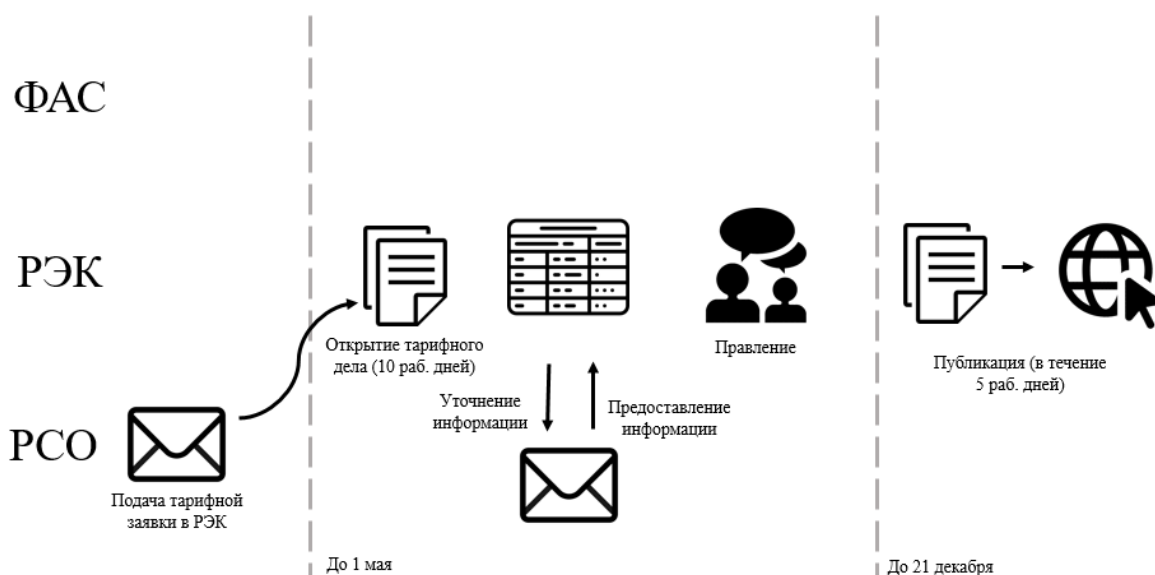 ФАС
РЭК
Открытие тарифного
дела (10 раб. дней)
Правление
Публикация (в течение
5 раб. дней)
Уточнение
информации
Предоставление
информации
РСО
Подача тарифной
заявки в РЭК
До 1 мая
До 21 декабря